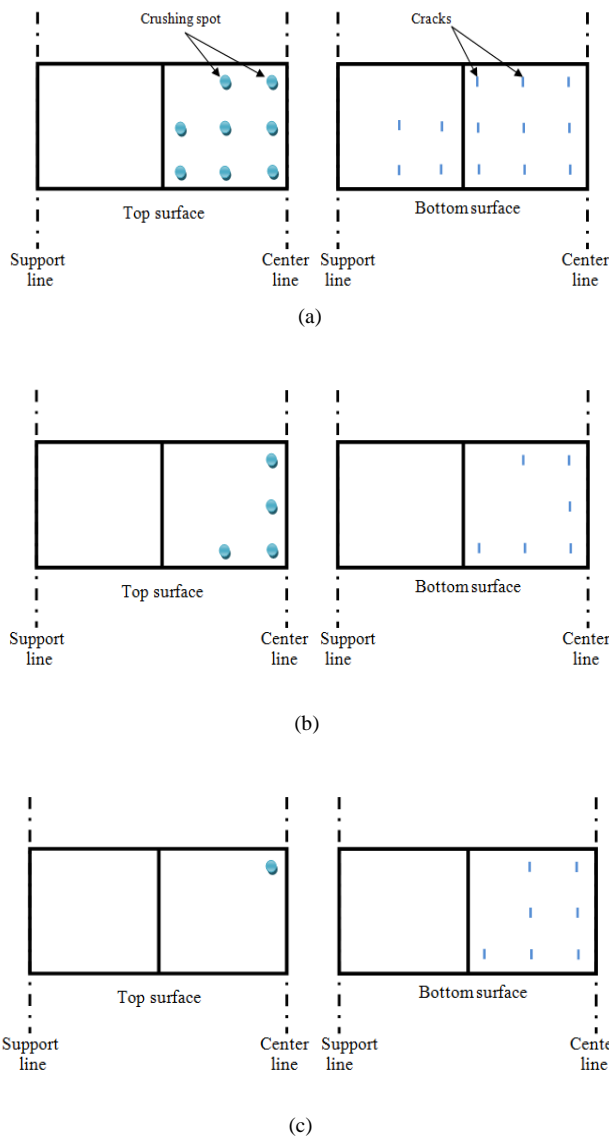 Crushing spot
Cracks
Top surface
Bottom surface
Support
line
Center
line
Support
line
Center
line
(a)
Top surface
Bottom surface
Support
line
Center
line
Support
line
Center
line
(b)
Top surface
Bottom surface
Support
line
Center
line
Support
line
Cente
line
(c)